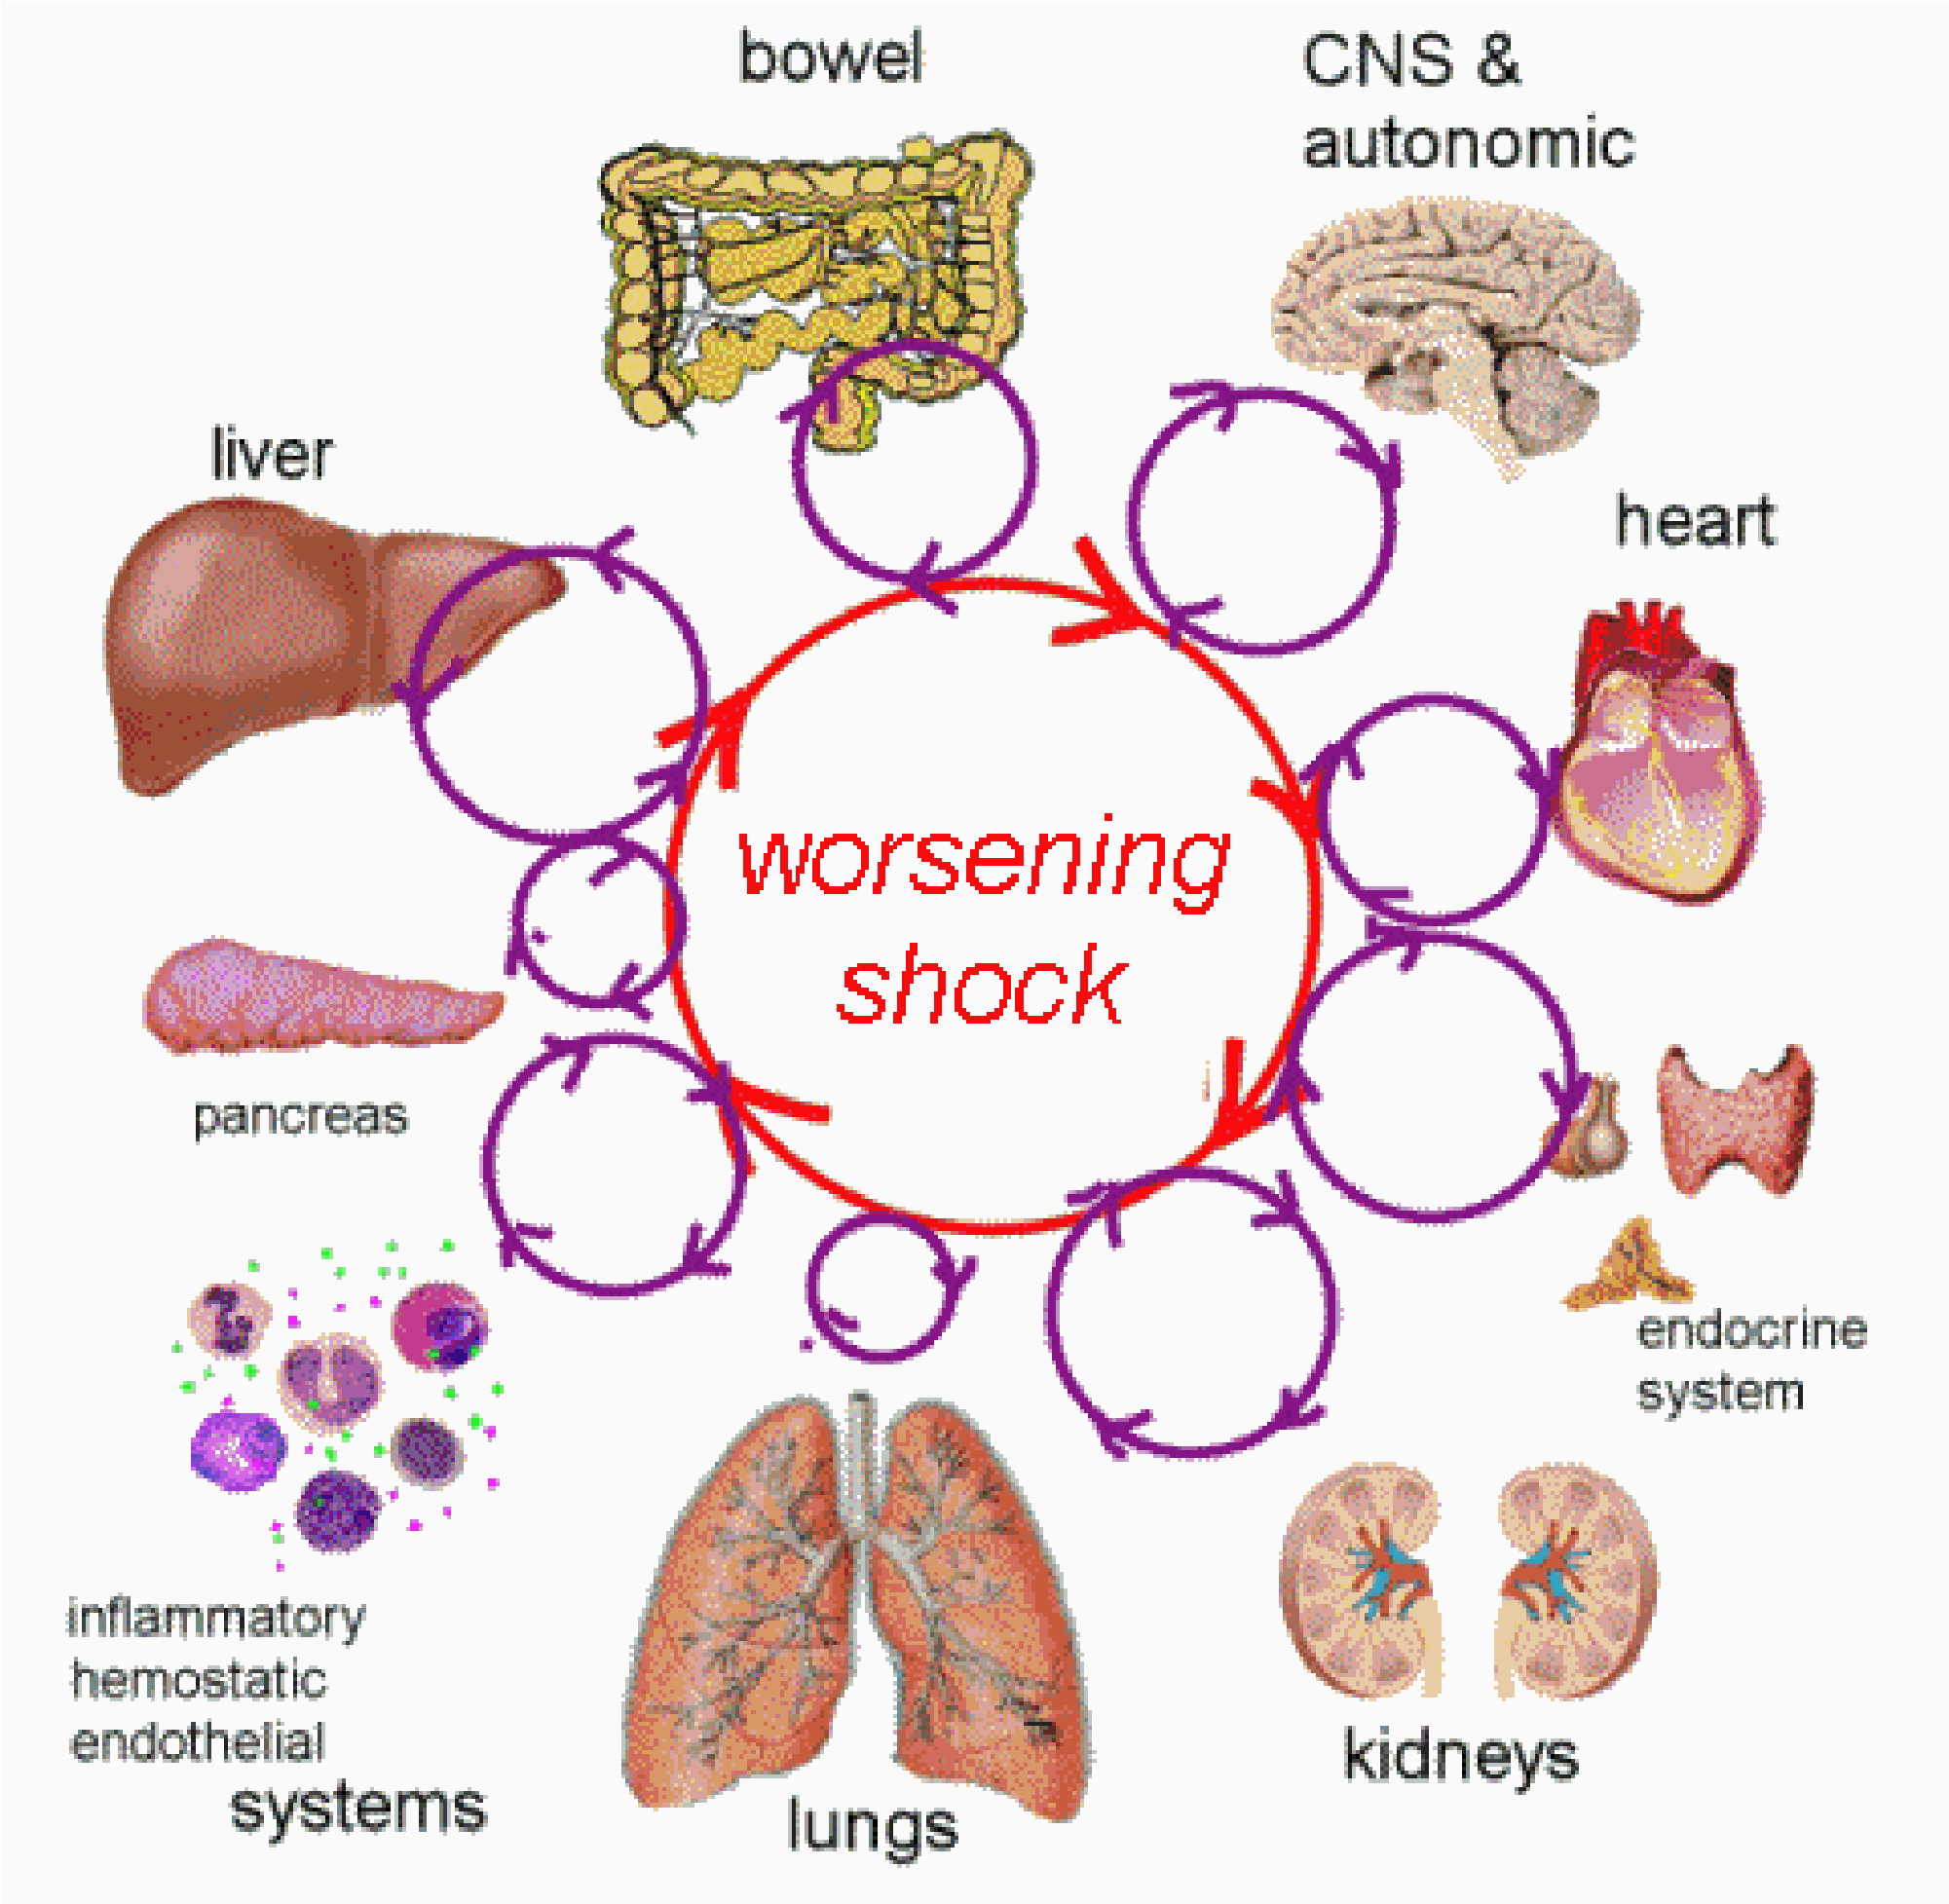 bowel
CNS &
autonomic
liver
heart
worsening
shock
pancreas
endocrine
system
inflammatory
hemostatic
endothelial
systems
kidneys
lungs